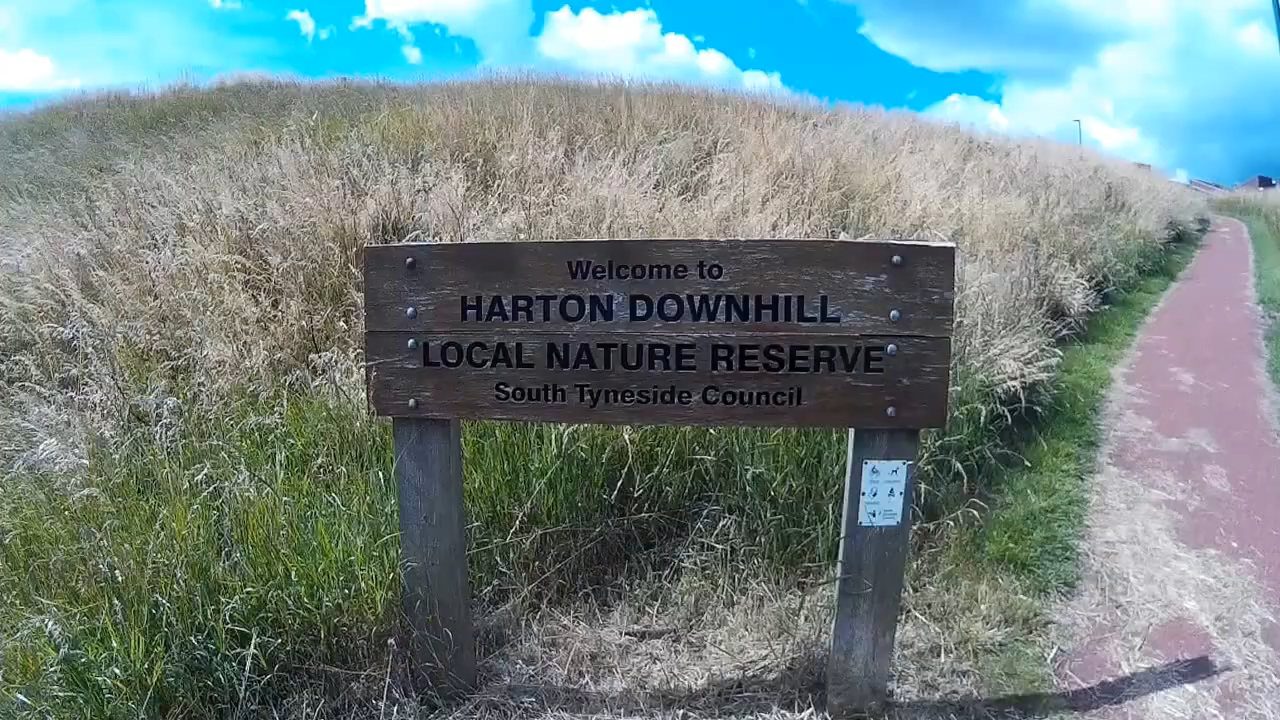 Welcome to
HARTON DOWNHILL
LOCAL NATURE RESERVE
South Tyneside Council